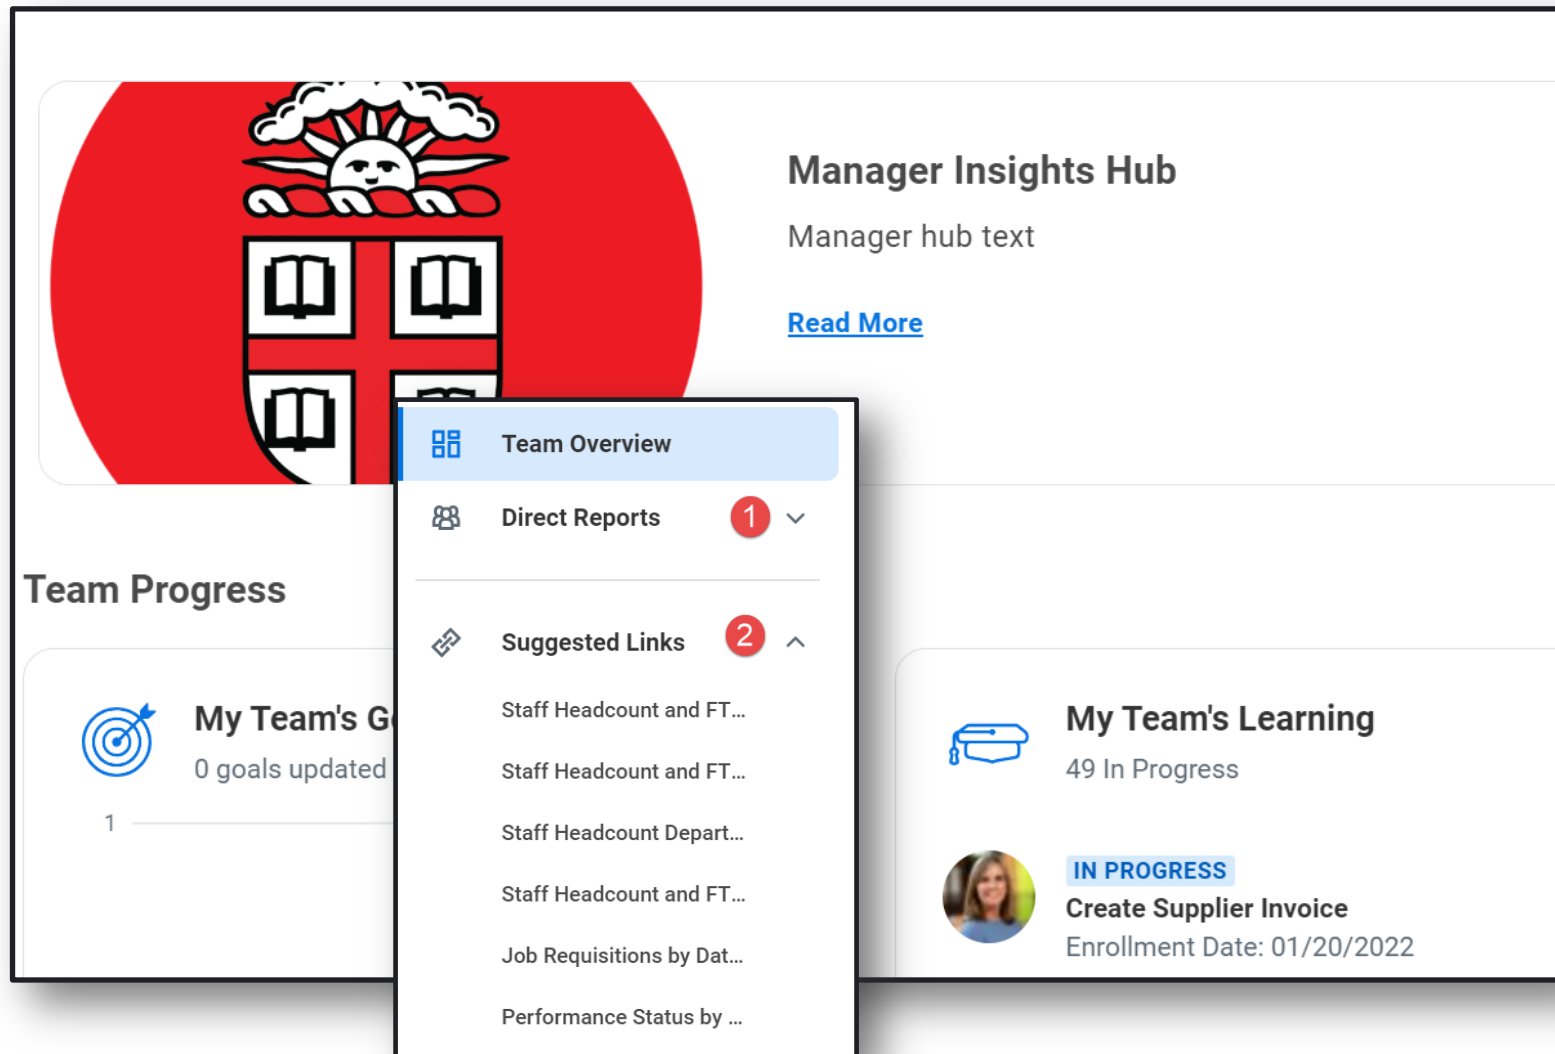 Manager Insights Hub
Manager hub text
Read More
Team Overview
Direct Reports 1
Suggested Links 2
Staff Headcount and FT...
Staff Headcount and FT...
Staff Headcount Depart...
Staff Headcount and FT...
Job Requisitions by Dat...
Performance Status by ...
Team Progress
My Team's G
0 goals updated
1
My Team's Learning
49 In Progress
IN PROGRESS
Create Supplier Invoice
Enrollment Date: 01/20/2022